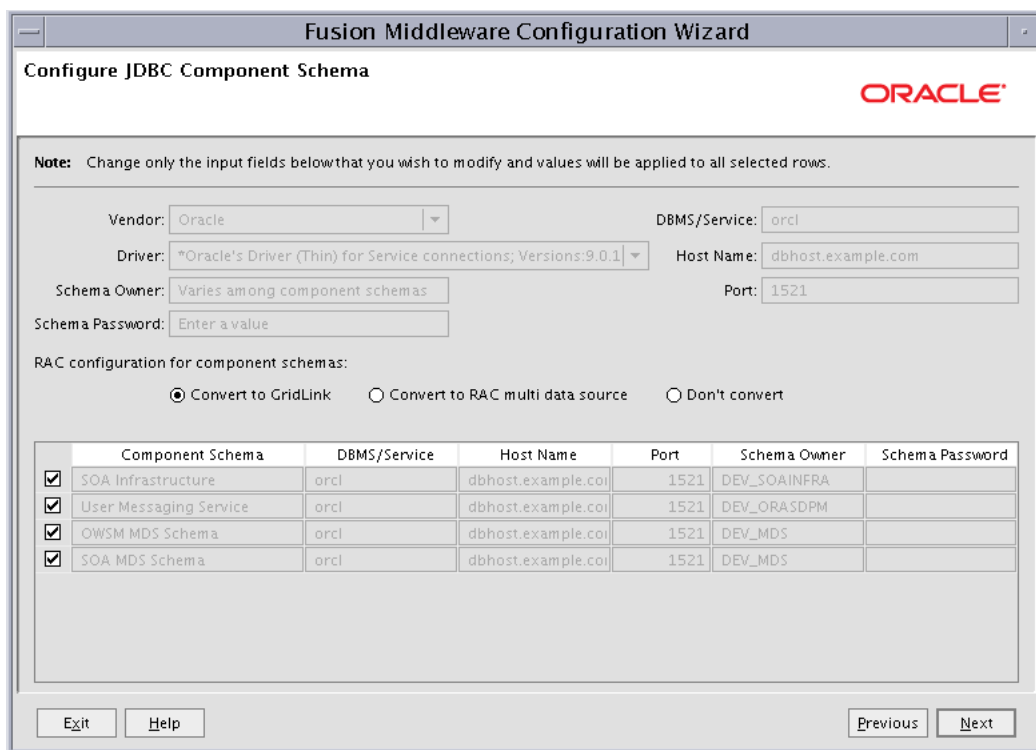 Fusion Middleware Configuration Wizard
Configure JDBC Component Schema
ORACLE
Note: Change only the input fields below that you wish to modify and values will be applied to all selected rows.
Vendor: Oracle DBMS/Service: orcl
Driver: *Oracle's Driver (Thin) for Service connections; Versions:9.0.1 Host Name: dbhost.example.com
Schema Owner: Varies among component schemas Port: 1521
Schema Password: Enter a value
RAC configuration for component schemas:
Convert to GridLink Convert to RAC multi data source Don't convert
Component Schema DBMS/Service Host Name Port Schema Owner Schema Password
SOA Infrastructure orcl dbhost.example.co 1521 DEV_SOAINFRA
User Messaging Service orcl dbhost.example.co 1521 DEV_ORASDPM
OWSM MDS Schema orcl dbhost.example.co 1521 DEV_MDS
SOA MDS Schema orcl dbhost.example.co 1521 DEV_MDS
Exit Help Previous Next